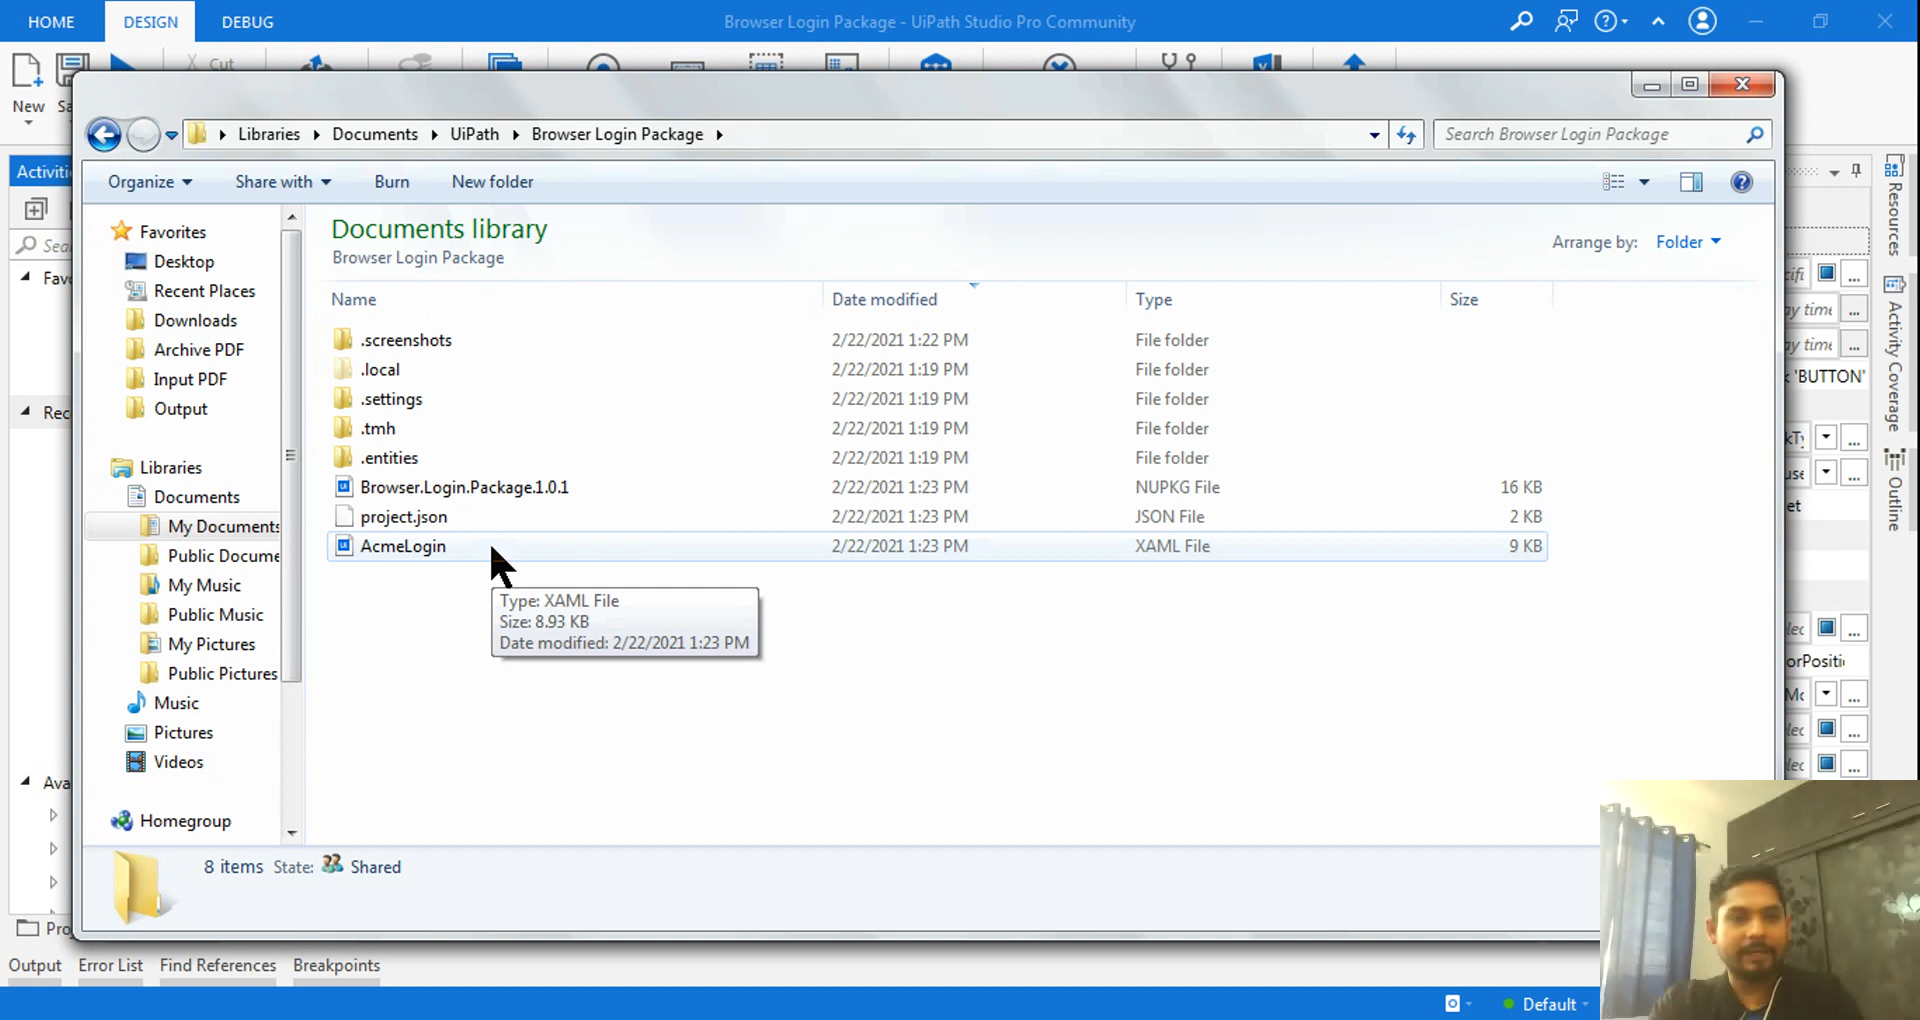 HOME DESIGN DEBUG Browser Login Package - UiPath Studio Pro Community
Cut
New
Libraries Documents UiPath Browser Login Package Search Browser Login Package
Organize Share with Burn New folder
Documents library
Browser Login Package
Arrange by: Folder
Name Date modified Type Size
.screenshots 2/22/2021 1:22 PM File folder
.local 2/22/2021 1:19 PM File folder
.settings 2/22/2021 1:19 PM File folder
.tmh 2/22/2021 1:19 PM File folder
.entities 2/22/2021 1:19 PM File folder
Browser.Login.Package.1.0.1 2/22/2021 1:23 PM NUPKG File 16 KB
project.json 2/22/2021 1:23 PM JSON File 2 KB
AcmeLogin 2/22/2021 1:23 PM XAML File 9 KB
Type: XAML File
Size: 8.93 KB
Date modified: 2/22/2021 1:23 PM
Favorites
Desktop
Recent Places
Downloads
Archive PDF
Input PDF
Output
Libraries
Documents
My Documents
Public Docume
My Music
Public Music
My Pictures
Public Pictures
Music
Pictures
Videos
Homegroup
8 items State: Shared
Activiti
Sea
Favo
Rec
Ava
Pro
Resources
Activity Coverage
Outline
'BUTTON'
Output Error List Find References Breakpoints
Default